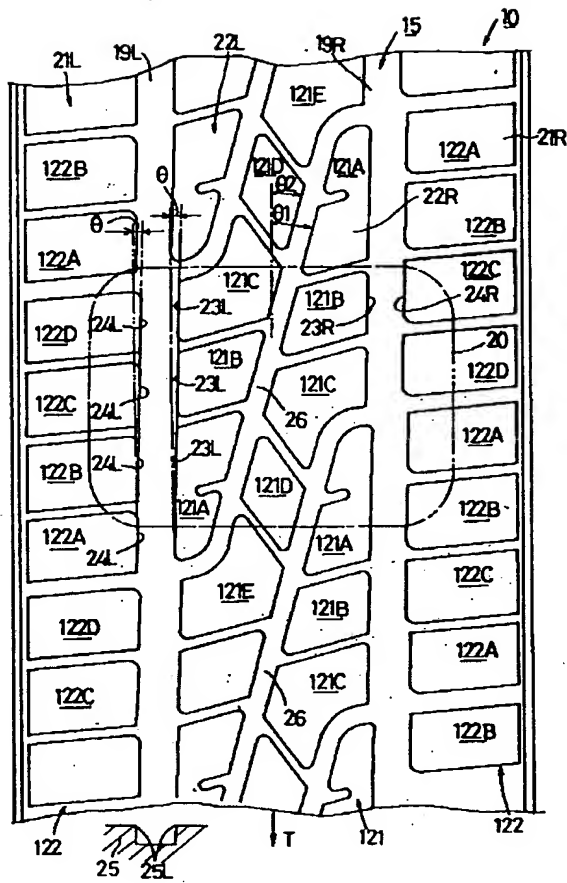 19L 19R 15 10
21L 22L
121E
21R
122B 121D 121A 122A
θ θ2
θ θ1 22R
122B
122A 121C 122C
24R
23L 121B 23R
24L 20
122D 121B 122D
24L 23L 26 121C
122C 122A
24L 23L
122B 121D
121A 122B
122A 24L 121A
121E 122C
122D 121B
122A
122C 26 121C
122B
122 25 25L T 121 122